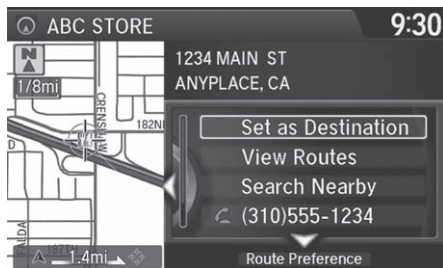 ABC STORE
9:30
N
1/8mi
1234 MAIN ST
ANYPLACE, CA
182N
Set as Destination
View Routes
Search Nearby
(310)555-1234
187TH
1.4mi
Route Preference